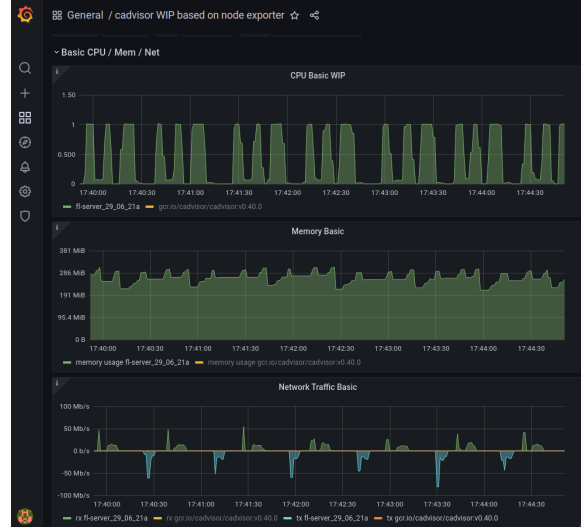 General / cadvisor WIP based on node exporter
Basic CPU / Mem / Net
i
CPU Basic WIP
1.50
1
0.500
0
17:40:00 17:40:30 17:41:00 17:41:30 17:42:00 17:42:30 17:43:00 17:43:30 17:44:00 17:44:30
fl-server_29_06_21a gcr.io/cadvisor/cadvisor:v0.40.0
i
Memory Basic
381 MiB
286 MiB
191 MiB
95.4 MiB
0 B
17:40:00 17:40:30 17:41:00 17:41:30 17:42:00 17:42:30 17:43:00 17:43:30 17:44:00 17:44:30
memory usage fl-server_29_06_21a memory usage gcr.io/cadvisor/cadvisor:v0.40.0
i
Network Traffic Basic
100 Mb/s
50 Mb/s
0 b/s
-50 Mb/s
-100 Mb/s
17:40:00 17:40:30 17:41:00 17:41:30 17:42:00 17:42:30 17:43:00 17:43:30 17:44:00 17:44:30
rx fl-server_29_06_21a rx gcr.io/cadvisor/cadvisor:v0.40.0 tx fl-server_29_06_21a tx gcr.io/cadvisor/cadvisor:v0.40.0